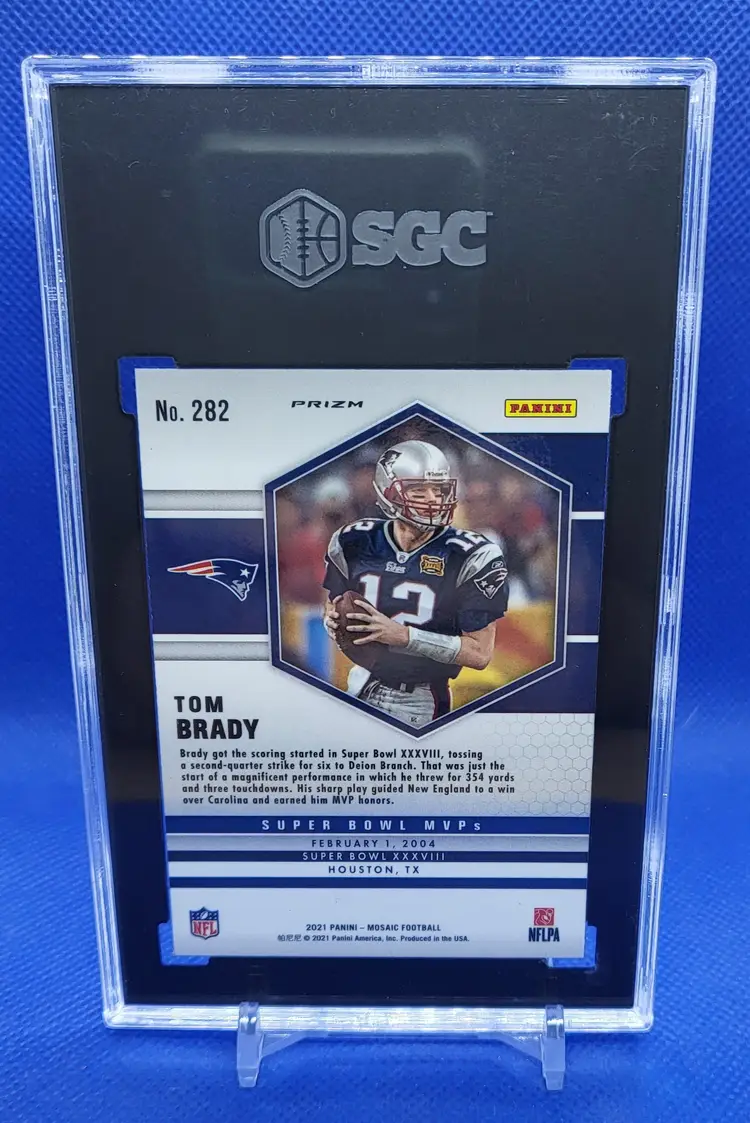 SGC
No. 282
PRIZM
PANINI
12
12
TOM
BRADY
Brady got the scoring started in Super Bowl XXXVIII, tossing
a second-quarter strike for six to Deion Branch. That was just the
start of a magnificent performance in which he threw for 354 yards
and three touchdowns. His sharp play guided New England to a win
over Carolina and earned him MVP honors.
SUPER BOWL MVPs
FEBRUARY 1, 2004
SUPER BOWL XXXVIII
HOUSTON, TX
NFL
2021 PANINI – MOSAIC FOOTBALL
帕尼尼 © 2021 Panini America, Inc. Produced in the USA.
NFLPA